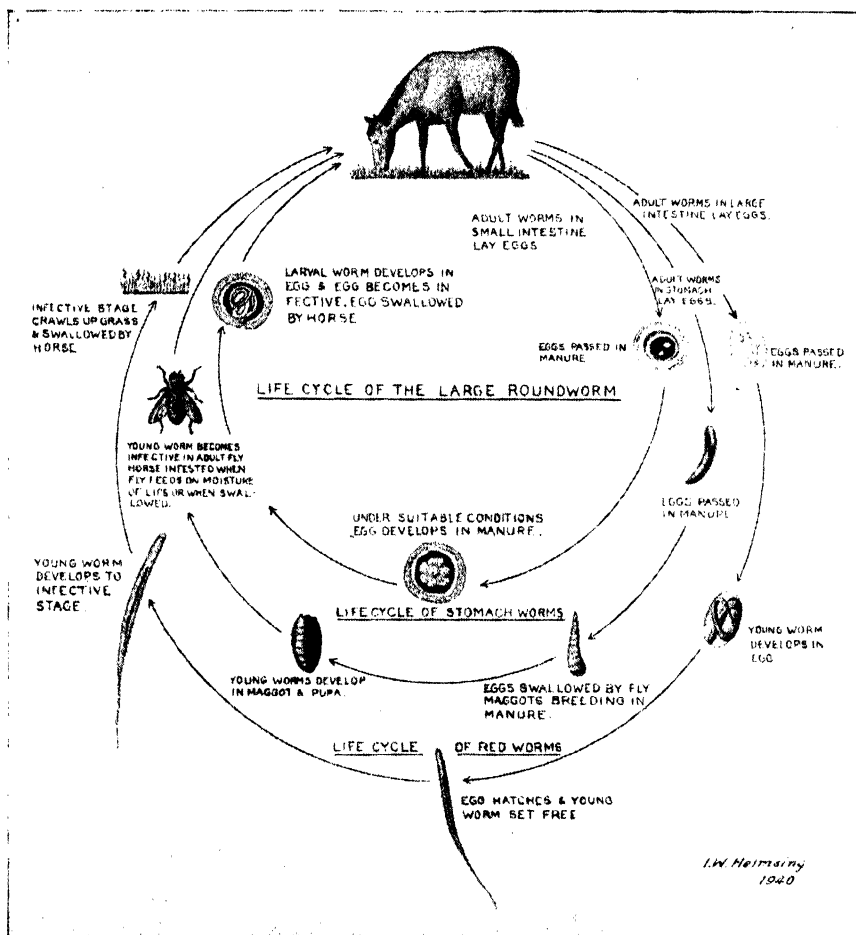 ADULT WORMS IN LARGE
INTESTINE LAY EGGS.
ADULT WORMS IN
SMALL INTESTINE
LAY EGGS
LARVAL WORM DEVELOPS IN
EGG & EGG BECOMES IN
FECTIVE. EGG SWALLOWED
BY HORSE
ADULT WORMS
IN STOMACH
LAY EGGS.
INFECTIVE STAGE
CRAWLS UP GRASS
& SWALLOWED BY
HORSE
EGGS PASSED IN
MANURE
EGGS PASSED
IN MANURE.
LIFE CYCLE OF THE LARGE ROUNDWORM
YOUNG WORM BECOMES
INFECTIVE IN ADULT FLY
HORSE INFESTED WHEN
FLY FEEDS ON MOISTURE
OF LIPS OR WHEN SWAL-
LOWED.
EGGS PASSED
IN MANURE
UNDER SUITABLE CONDITIONS
EGG DEVELOPS IN MANURE.
YOUNG WORM
DEVELOPS TO
INFECTIVE
STAGE.
LIFE CYCLE OF STOMACH WORMS
YOUNG WORM
DEVELOPS IN
EGG
YOUNG WORMS DEVELOP
IN MAGGOT & PUPA.
EGGS SWALLOWED BY FLY
MAGGOTS BREEDING IN
MANURE.
LIFE CYCLE OF RED WORMS
EGG HATCHES & YOUNG
WORM SET FREE
I.W. Helmsing
1940